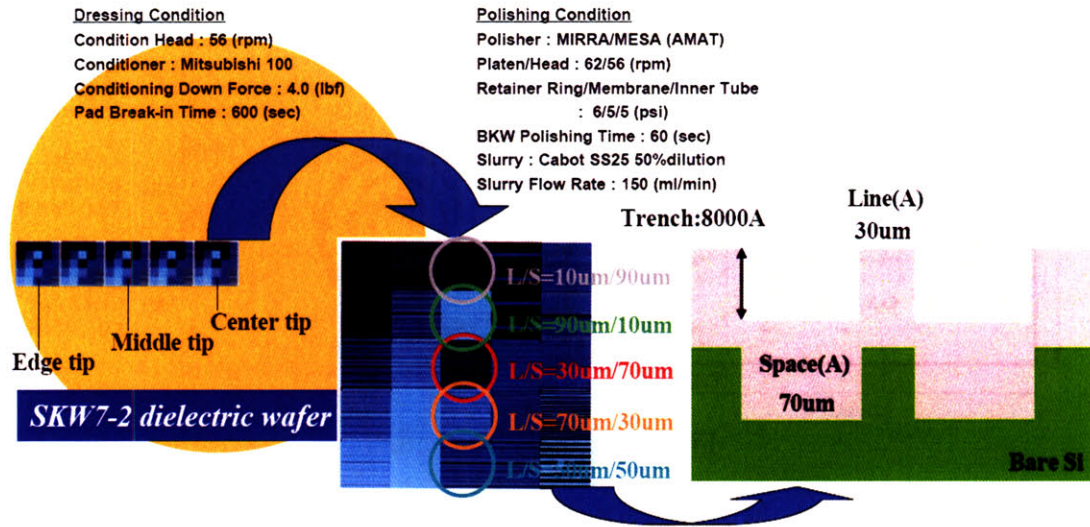 Dressing Condition
Condition Head : 56 (rpm)
Conditioner : Mitsubishi 100
Conditioning Down Force : 4.0 (lbf)
Pad Break-in Time : 600 (sec)
Polishing Condition
Polisher : MIRRA/MESA (AMAT)
Platen/Head : 62/56 (rpm)
Retainer Ring/Membrane/Inner Tube
: 6/5/5 (psi)
BKW Polishing Time : 60 (sec)
Slurry : Cabot SS25 50%dilution
Slurry Flow Rate : 150 (ml/min)
Trench:8000A
Line(A)
30um
L/S=10um/90um
L/S=90um/10um
L/S=30um/70um
L/S=70um/30um
L/S=50um/50um
Center tip
Middle tip
Edge tip
SKW7-2 dielectric wafer
Space(A)
70um
Bare Si